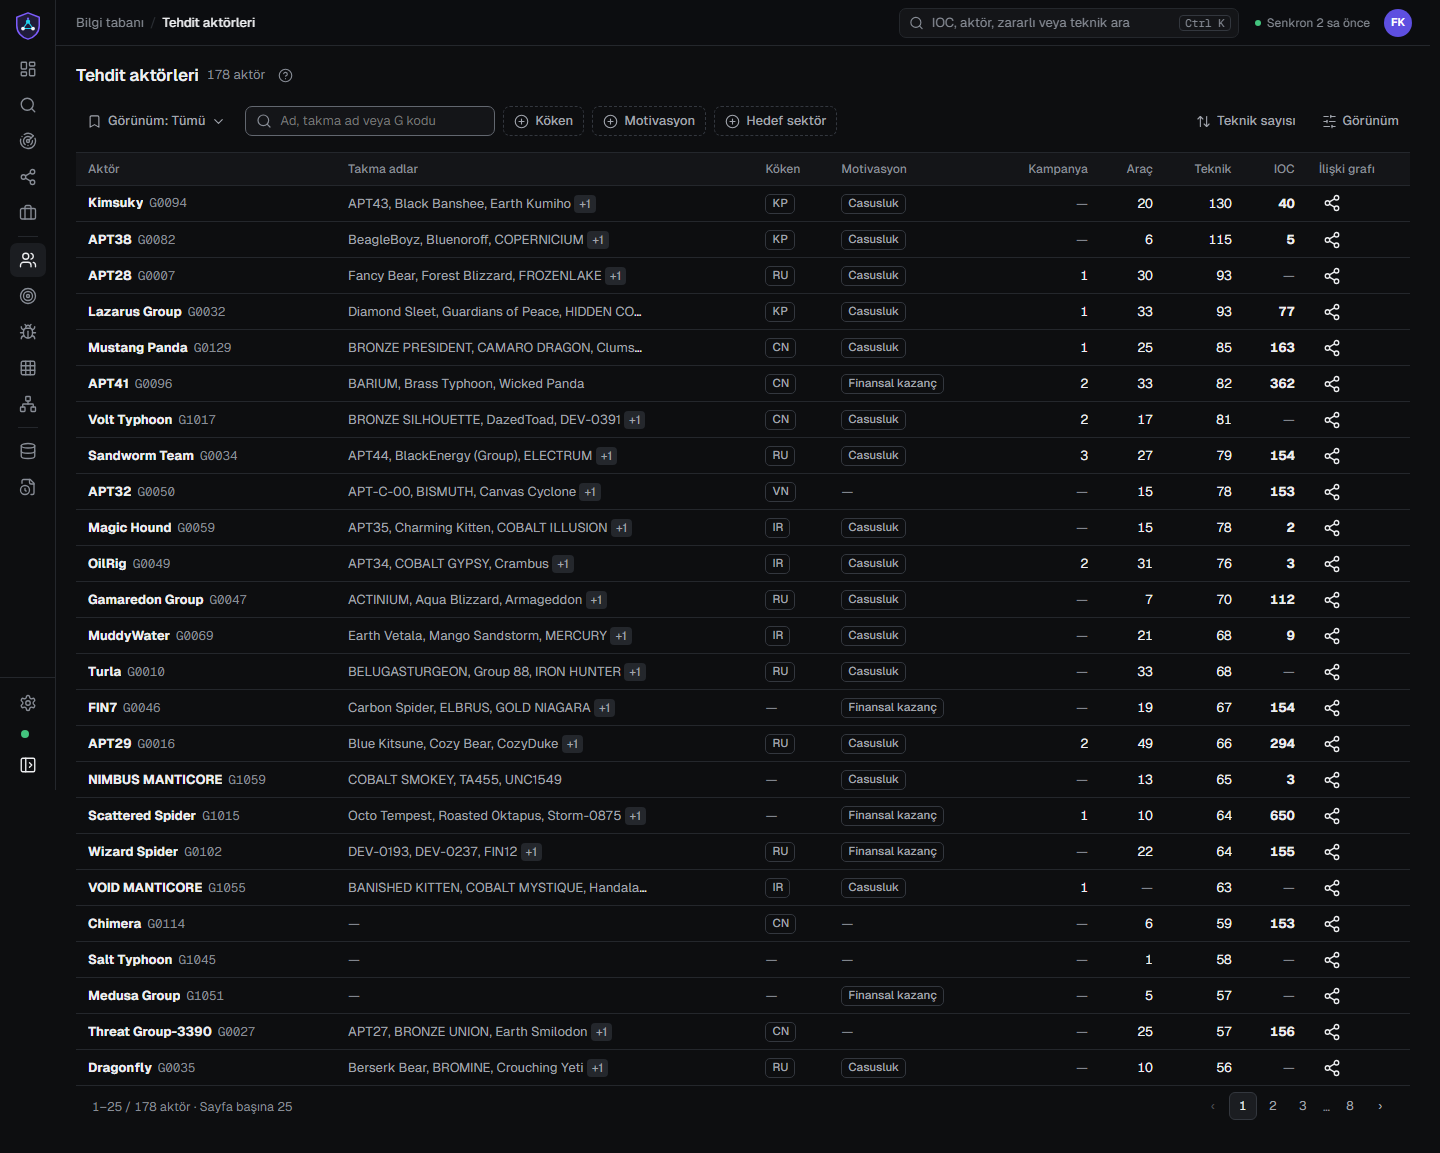 Bilgi tabanı / Tehdit aktörleri
IOC, aktör, zararlı veya teknik ara Ctrl K
Senkron 2 sa önce
FK
Tehdit aktörleri 178 aktör
Görünüm: Tümü
Ad, takma ad veya G kodu
Köken
Motivasyon
Hedef sektör
Teknik sayısı
Görünüm
Aktör Takma adlar Köken Motivasyon Kampanya Araç Teknik IOC İlişki grafı
Kimsuky G0094 APT43, Black Banshee, Earth Kumiho +1 KP Casusluk — 20 130 40
APT38 G0082 BeagleBoyz, Bluenoroff, COPERNICIUM +1 KP Casusluk — 6 115 5
APT28 G0007 Fancy Bear, Forest Blizzard, FROZENLAKE +1 RU Casusluk 1 30 93 —
Lazarus Group G0032 Diamond Sleet, Guardians of Peace, HIDDEN CO... KP Casusluk 1 33 93 77
Mustang Panda G0129 BRONZE PRESIDENT, CAMARO DRAGON, Clums... CN Casusluk 1 25 85 163
APT41 G0096 BARIUM, Brass Typhoon, Wicked Panda CN Finansal kazanç 2 33 82 362
Volt Typhoon G1017 BRONZE SILHOUETTE, DazedToad, DEV-0391 +1 CN Casusluk 2 17 81 —
Sandworm Team G0034 APT44, BlackEnergy (Group), ELECTRUM +1 RU Casusluk 3 27 79 154
APT32 G0050 APT-C-00, BISMUTH, Canvas Cyclone +1 VN — — 15 78 153
Magic Hound G0059 APT35, Charming Kitten, COBALT ILLUSION +1 IR Casusluk — 15 78 2
OilRig G0049 APT34, COBALT GYPSY, Crambus +1 IR Casusluk 2 31 76 3
Gamaredon Group G0047 ACTINIUM, Aqua Blizzard, Armageddon +1 RU Casusluk — 7 70 112
MuddyWater G0069 Earth Vetala, Mango Sandstorm, MERCURY +1 IR Casusluk — 21 68 9
Turla G0010 BELUGASTURGEON, Group 88, IRON HUNTER +1 RU Casusluk — 33 68 —
FIN7 G0046 Carbon Spider, ELBRUS, GOLD NIAGARA +1 — Finansal kazanç — 19 67 154
APT29 G0016 Blue Kitsune, Cozy Bear, CozyDuke +1 RU Casusluk 2 49 66 294
NIMBUS MANTICORE G1059 COBALT SMOKEY, TA455, UNC1549 — Casusluk — 13 65 3
Scattered Spider G1015 Octo Tempest, Roasted 0ktapus, Storm-0875 +1 — Finansal kazanç 1 10 64 650
Wizard Spider G0102 DEV-0193, DEV-0237, FIN12 +1 RU Finansal kazanç — 22 64 155
VOID MANTICORE G1055 BANISHED KITTEN, COBALT MYSTIQUE, Handala... IR Casusluk 1 — 63 —
Chimera G0114 — CN — — 6 59 153
Salt Typhoon G1045 — — — — 1 58 —
Medusa Group G1051 — — Finansal kazanç — 5 57 —
Threat Group-3390 G0027 APT27, BRONZE UNION, Earth Smilodon +1 CN — — 25 57 156
Dragonfly G0035 Berserk Bear, BROMINE, Crouching Yeti +1 RU Casusluk — 10 56 —
1–25 / 178 aktör · Sayfa başına 25
‹ 1 2 3 ... 8 ›